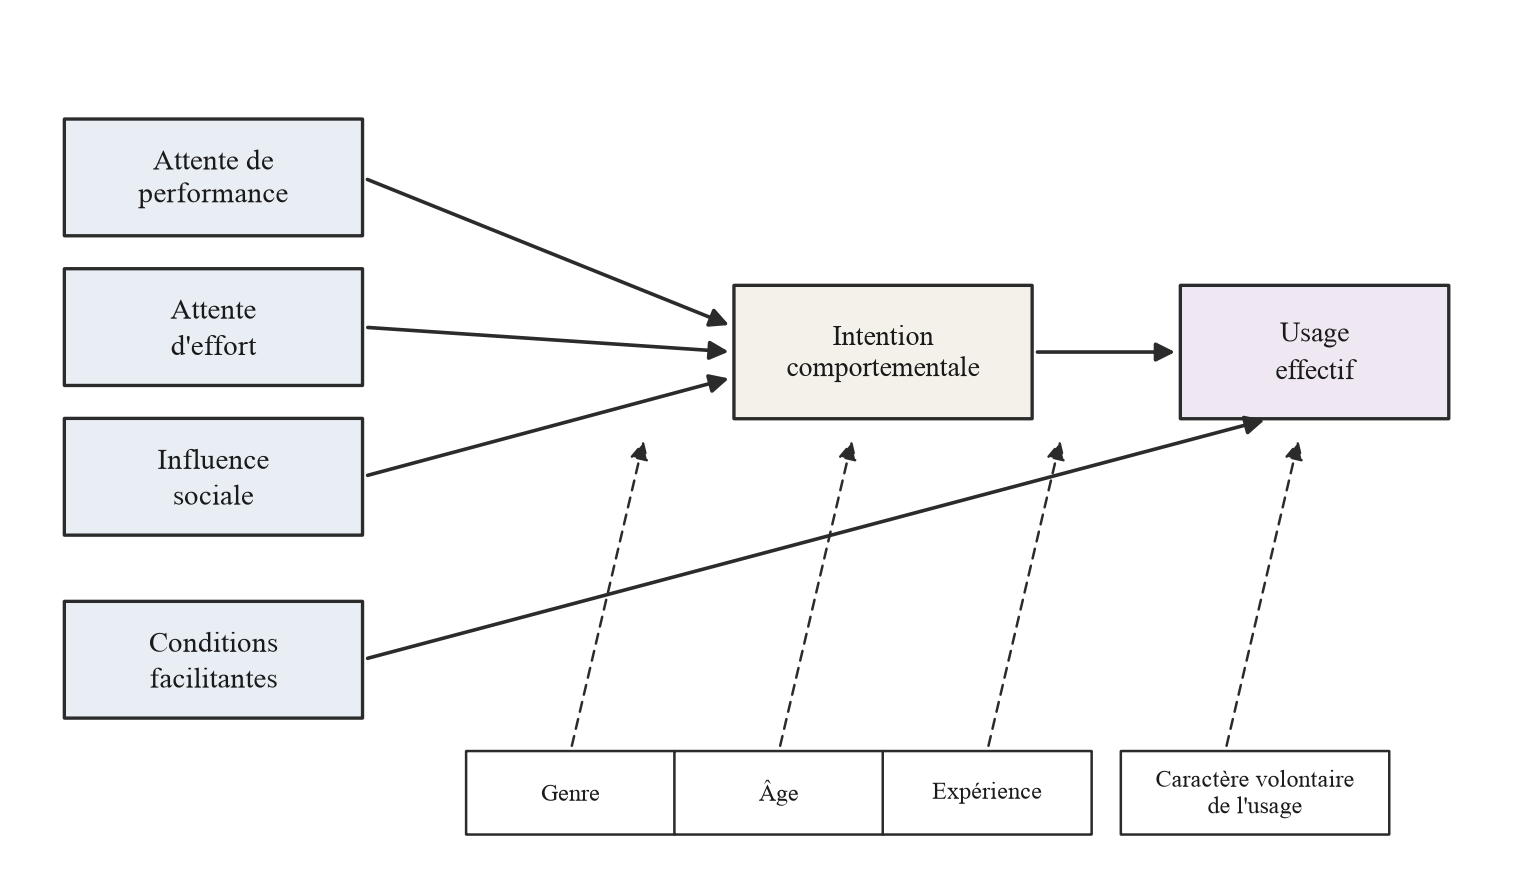 Attente de
performance
Attente
d'effort
Influence
sociale
Conditions
facilitantes
Intention
comportementale
Usage
effectif
Genre
Âge
Expérience
Caractère volontaire
de l'usage